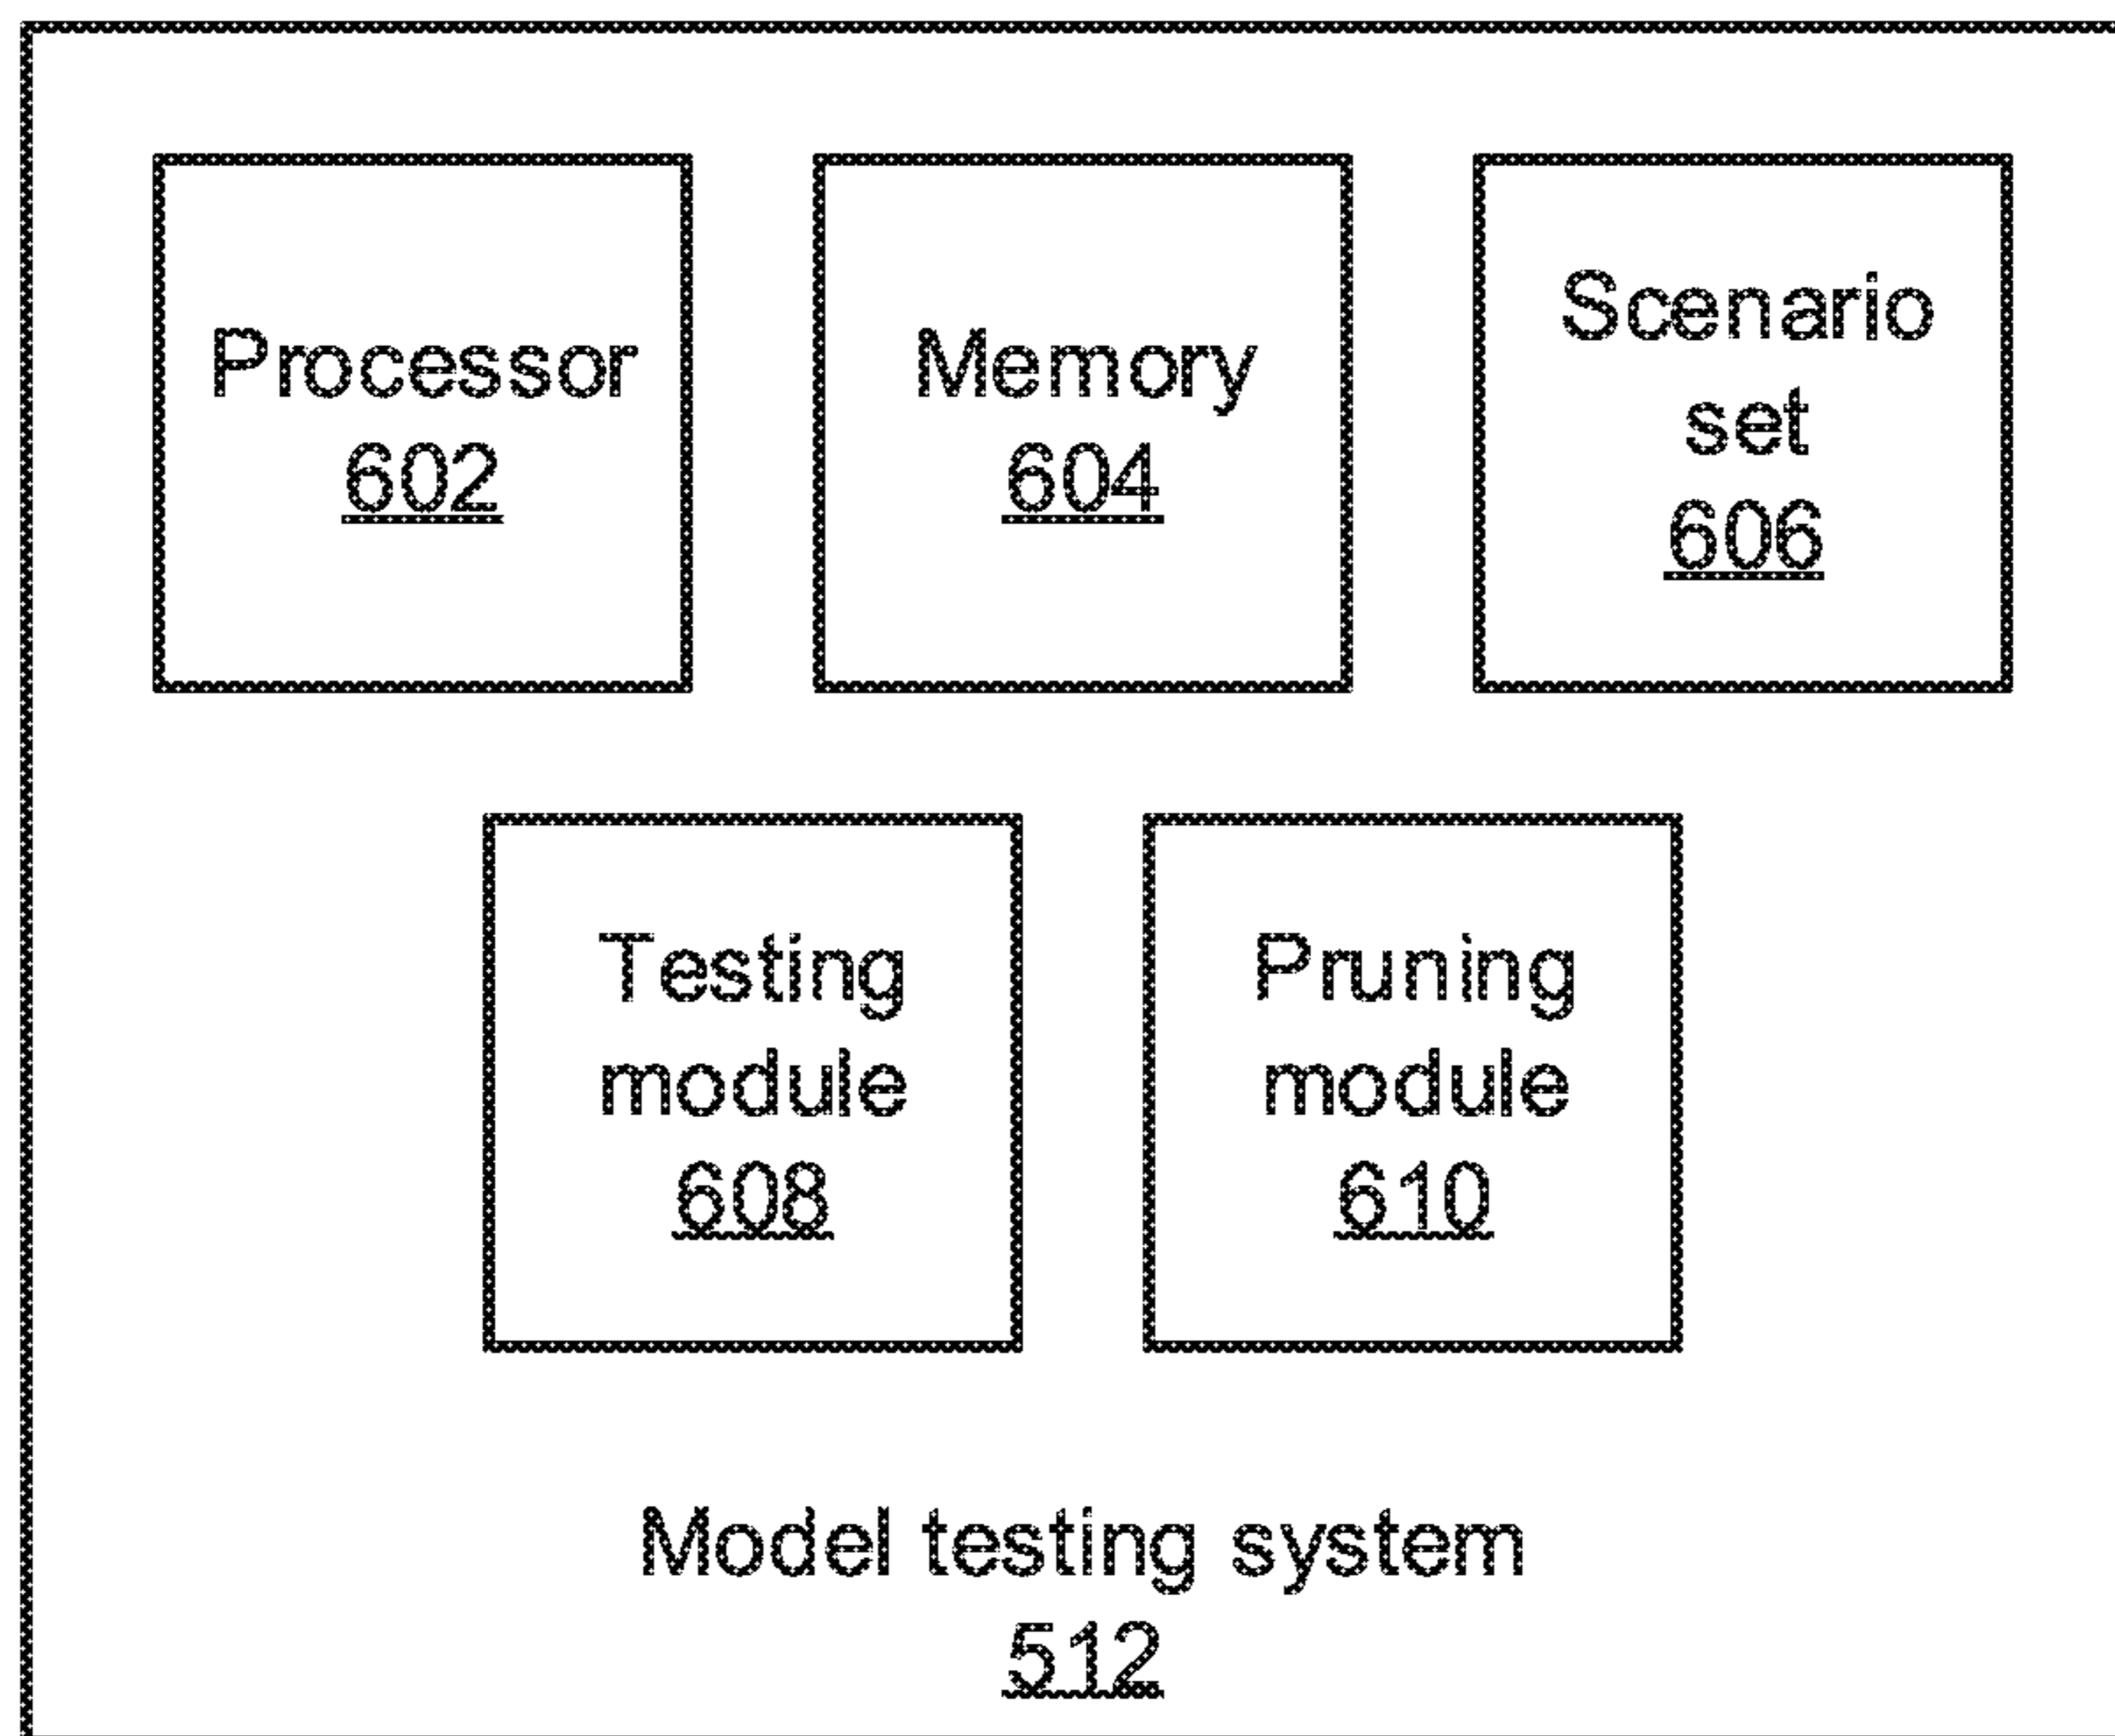 Processor
602
Memory
604
Scenario
set
606
Testing
module
608
Pruning
module
610
Model testing system
512